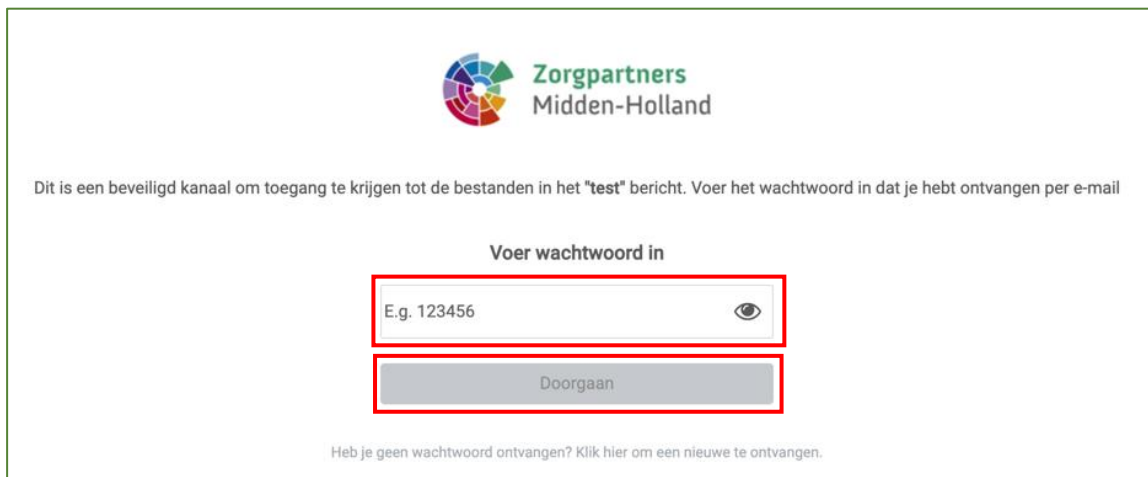 Zorgpartners
Midden-Holland
Dit is een beveiligd kanaal om toegang te krijgen tot de bestanden in het "test" bericht. Voer het wachtwoord in dat je hebt ontvangen per e-mail
Voer wachtwoord in
E.g. 123456
Doorgaan
Heb je geen wachtwoord ontvangen? Klik hier om een nieuwe te ontvangen.